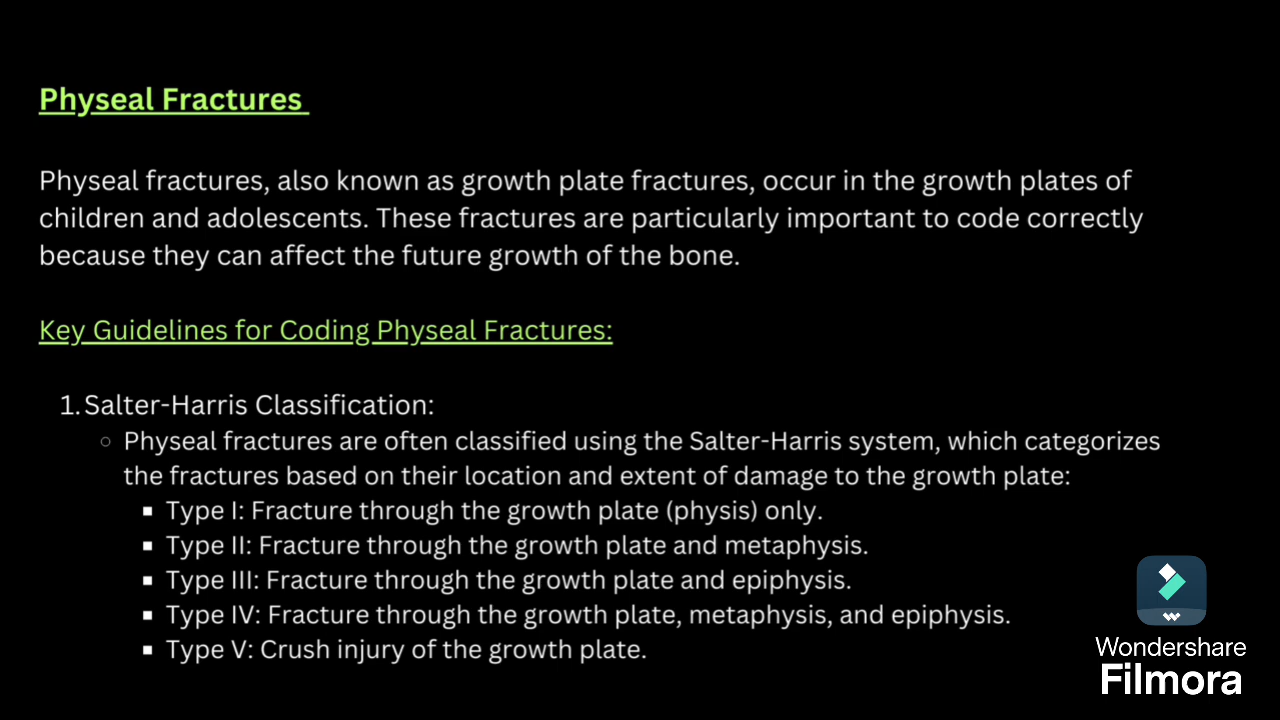 Physeal Fractures
Physeal fractures, also known as growth plate fractures, occur in the growth plates of
children and adolescents. These fractures are particularly important to code correctly
because they can affect the future growth of the bone.
Key Guidelines for Coding Physeal Fractures:
1. Salter-Harris Classification:
Physeal fractures are often classified using the Salter-Harris system, which categorizes
the fractures based on their location and extent of damage to the growth plate:
Type I: Fracture through the growth plate (physis) only.
Type II: Fracture through the growth plate and metaphysis.
Type III: Fracture through the growth plate and epiphysis.
Type IV: Fracture through the growth plate, metaphysis, and epiphysis.
Type V: Crush injury of the growth plate.
Wondershare
Filmora